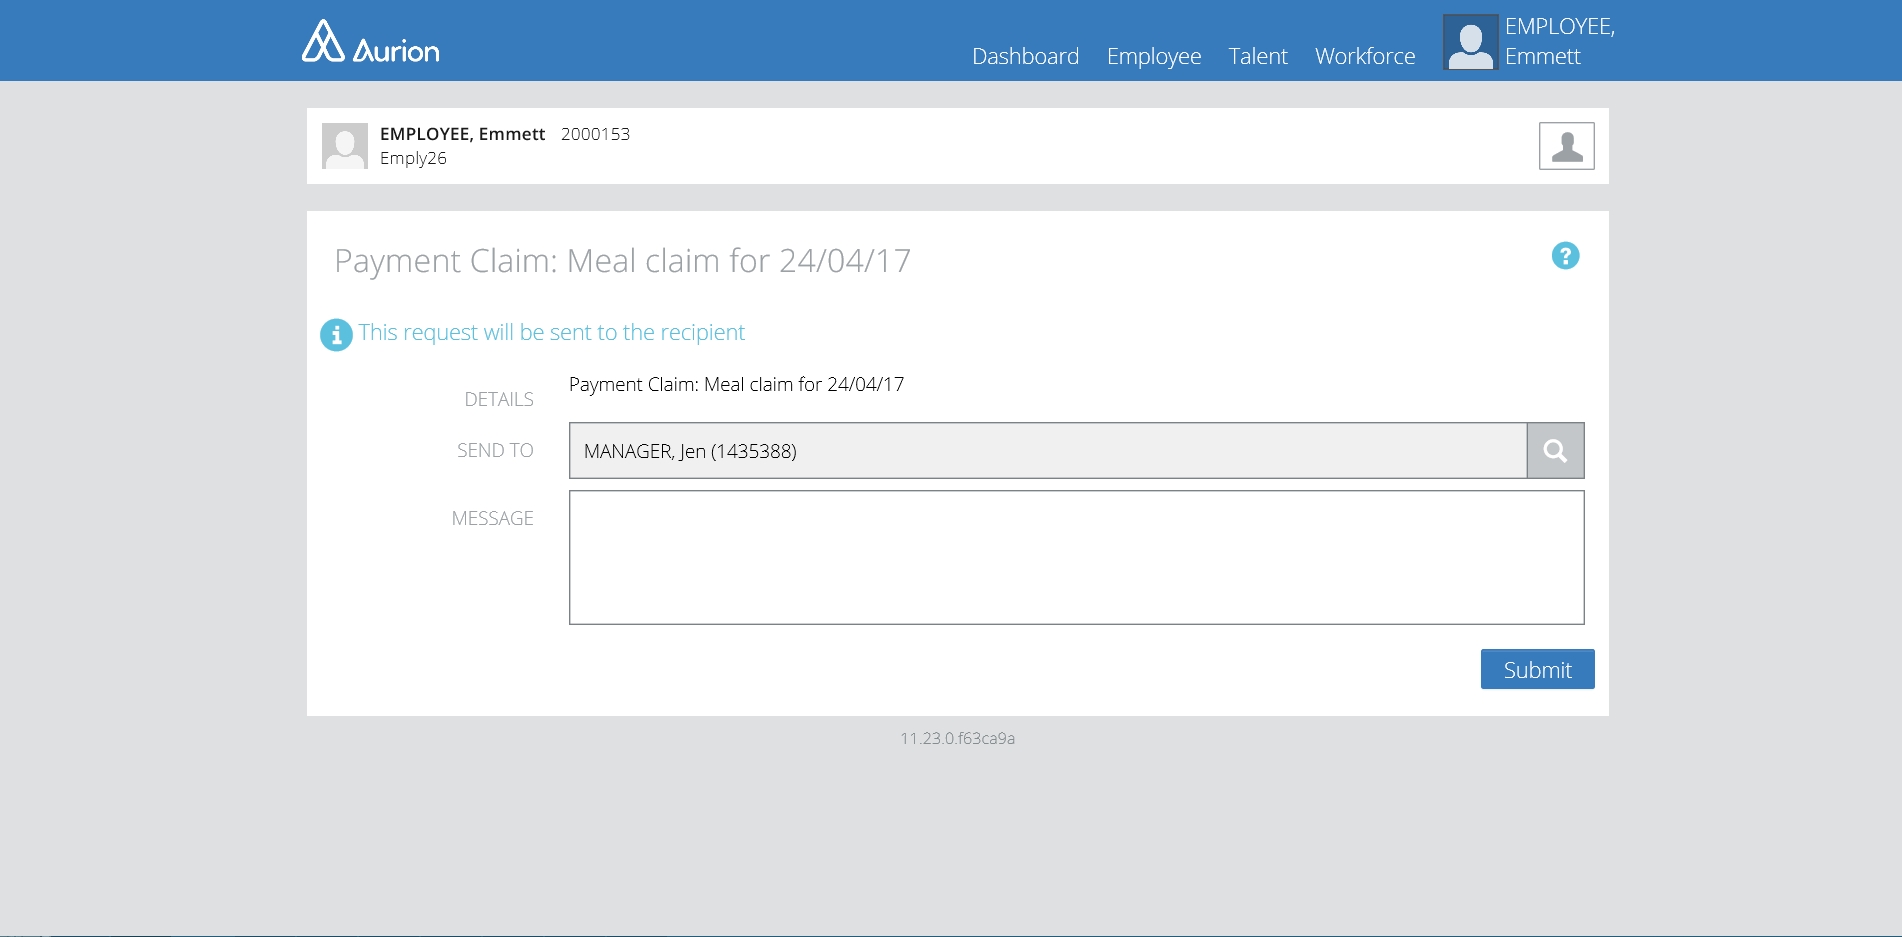 Aurion
Dashboard Employee Talent Workforce
EMPLOYEE,
Emmett
EMPLOYEE, Emmett 2000153
Emply26
Payment Claim: Meal claim for 24/04/17
?
i This request will be sent to the recipient
DETAILS Payment Claim: Meal claim for 24/04/17
SEND TO MANAGER, Jen (1435388)
MESSAGE
Submit
11.23.0.f63ca9a